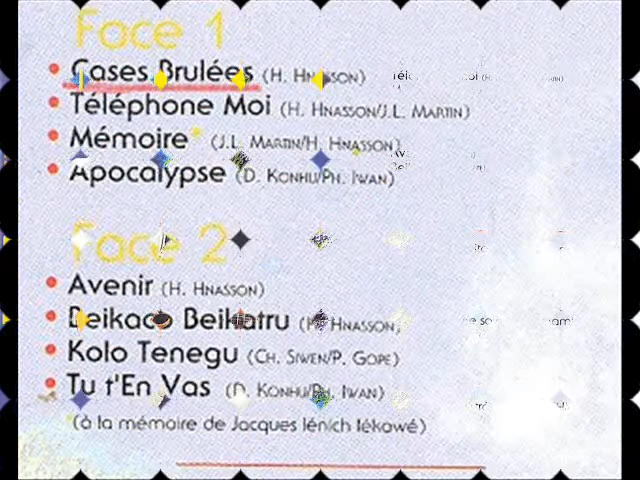 Face 1
Cases Brulées (H. HNASSON)
Téléphone Moi (H. HNASSON/J.L. MARTIN)
Mémoire* (J.L. MARTIN/H. HNASSON)
Apocalypse (D. KONHU/PH. IWAN)
Face 2
Avenir (H. HNASSON)
Beikaco Beikatru (H. HNASSON)
Kolo Tenegu (CH. SIWEN/P. GOPE)
Tu t'En Vas (D. KONHU/PH. IWAN)
*(à la mémoire de Jacques Iénich Iékawé)